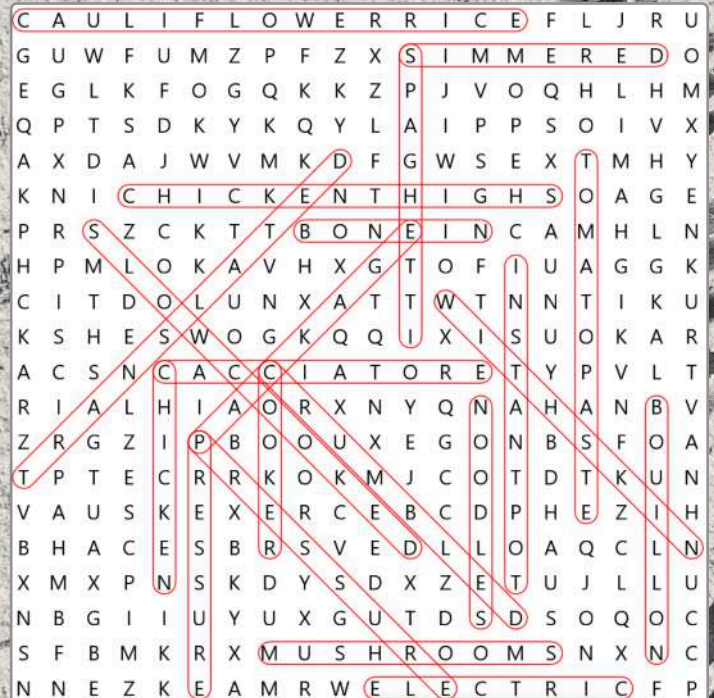 C A U L I F L O W E R R I C E F L J R U
G U W F U M Z P F Z X S I M M E R E D O
E G L K F O G Q K K Z P J V O Q H L H M
Q P T S D K Y K Q Y L A I P P S O I V X
A X D A J W V M K D F G W S E X T M H Y
K N I C H I C K E N T H I G H S O A G E
P R S Z C K T T B O N E I N C A M H L N
H P M L O K A V H X G T O F I U A G G K
C I T D O L U N X A T T W T N N T I K U
K S H E S W O G K Q Q I X I S U O K A R
A C S N C A C C I A T O R E T Y P V L T
R I A L H I A O R X N Y Q N A H A N B V
Z R G Z I P B O O U X E G O N B S F O A
T P T E C R R K O K M J C O T D T K U N
V A U S K E X E R C E B C D P H E Z I H
B H A C E S B R S V E D L L O A Q C L N
X M X P N S K D Y S D X Z E T U J L L U
N B G I I U Y U X G U T D S D S O Q O C
S F B M K R X M U S H R O O M S N X N C
N N E Z K E A M R W E L E C T R I C F P